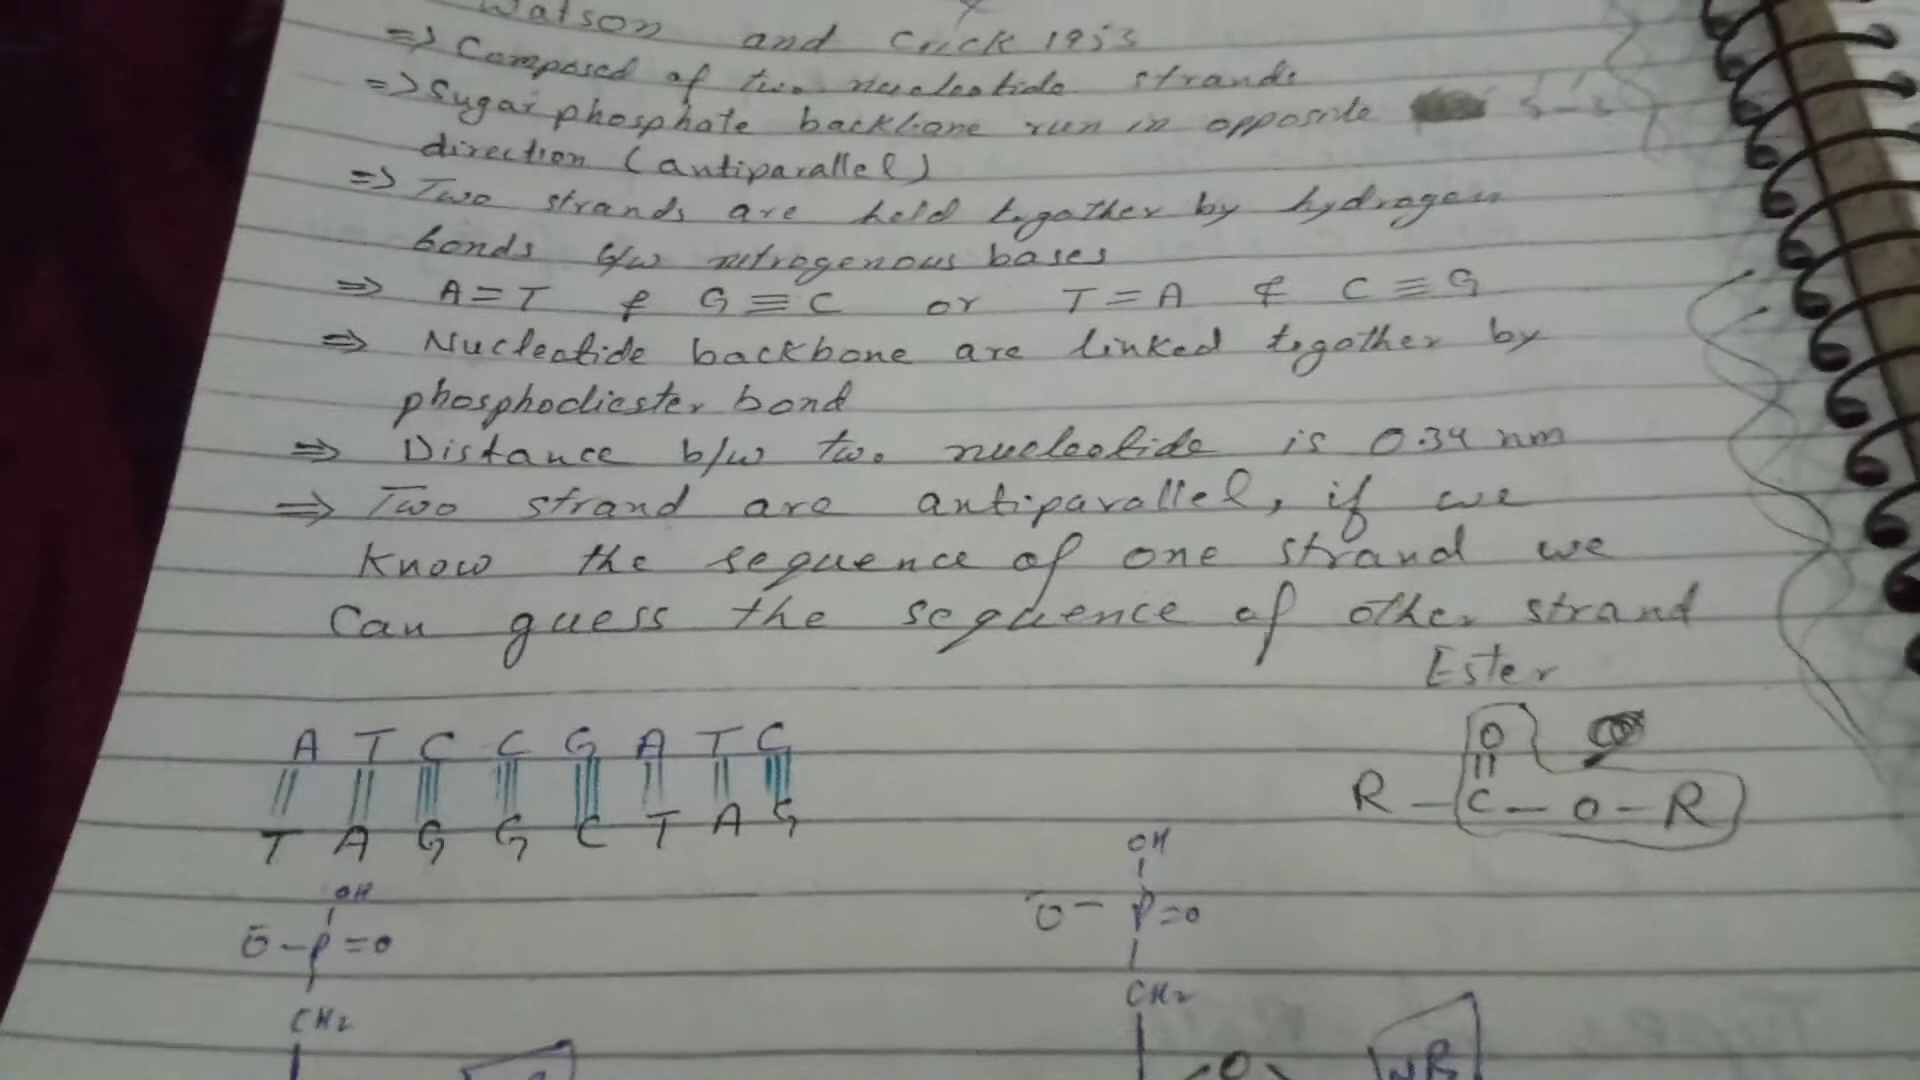 Watson and Crick 1953
=> Composed of two nucleotide strands
=> Sugar phosphate backbone run in opposite
direction (antiparallel)
=> Two strands are held together by hydrogen
bonds b/w nitrogenous bases
=> A=T & G≡C or T=A & C≡G
=> Nucleotide backbone are linked together by
phosphodiester bond
=> Distance b/w two nucleotide is 0.34 nm
=> Two strand are antiparallel, if we
Know the sequence of one strand we
Can guess the sequence of other strand
Ester
A T C C G A T C
T A G G C T A G
O
R - C - O - R
OH
O⁻ - P = O
CH2
OH
O⁻ - P = O
CH2
O
NB